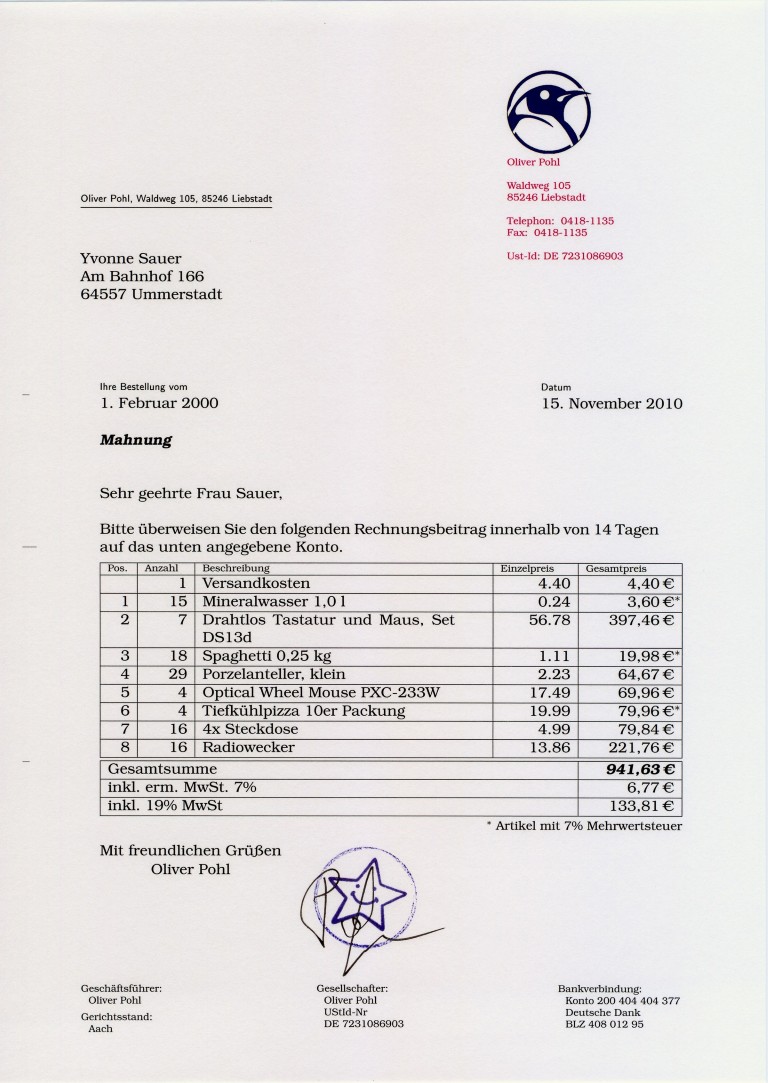 Oliver Pohl
Waldweg 105
85246 Liebstadt
Telephon: 0418-1135
Fax: 0418-1135
Ust-Id: DE 7231086903
Oliver Pohl, Waldweg 105, 85246 Liebstadt
Yvonne Sauer
Am Bahnhof 166
64557 Ummerstadt
Ihre Bestellung vom
1. Februar 2000
Datum
15. November 2010
Mahnung
Sehr geehrte Frau Sauer,
Bitte überweisen Sie den folgenden Rechnungsbeitrag innerhalb von 14 Tagen
auf das unten angegebene Konto.
Pos. Anzahl Beschreibung Einzelpreis Gesamtpreis
1 Versandkosten 4.40 4,40 €
1 15 Mineralwasser 1,0 l 0.24 3,60 €*
2 7 Drahtlos Tastatur und Maus, Set 56.78 397,46 €
DS13d
3 18 Spaghetti 0,25 kg 1.11 19,98 €*
4 29 Porzelanteller, klein 2.23 64,67 €
5 4 Optical Wheel Mouse PXC-233W 17.49 69,96 €
6 4 Tiefkühlpizza 10er Packung 19.99 79,96 €*
7 16 4x Steckdose 4.99 79,84 €
8 16 Radiowecker 13.86 221,76 €
Gesamtsumme 941,63 €
inkl. erm. MwSt. 7% 6,77 €
inkl. 19% MwSt 133,81 €
* Artikel mit 7% Mehrwertsteuer
Mit freundlichen Grüßen
Oliver Pohl
Geschäftsführer:
Oliver Pohl
Gerichtsstand:
Aach
Gesellschafter:
Oliver Pohl
UStId-Nr
DE 7231086903
Bankverbindung:
Konto 200 404 404 377
Deutsche Dank
BLZ 408 012 95